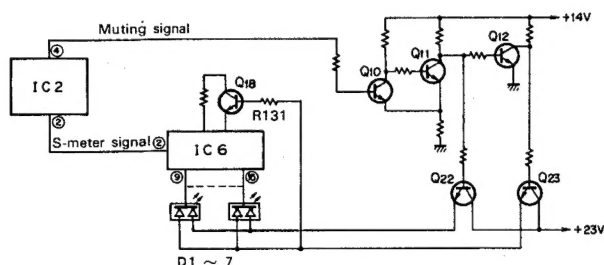 Muting signal
④
IC2
②
S-meter signal
②
IC6
⑨
⑯
D1 ~ 7
Q18
R131
Q10
Q11
Q12
+14V
Q22
Q23
+23V